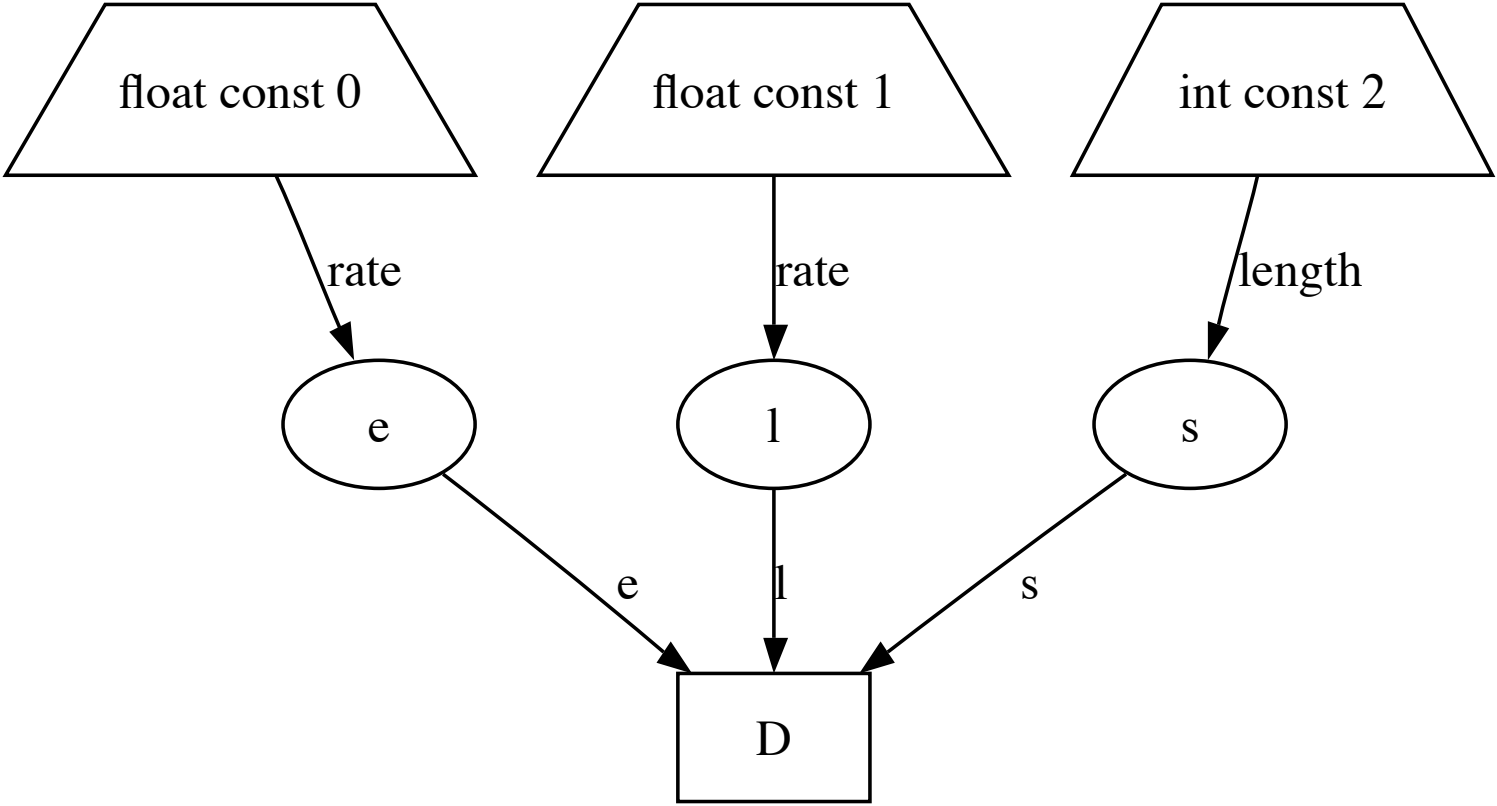 float const 0
float const 1
int const 2
rate
rate
length
e
l
s
e
l
s
D